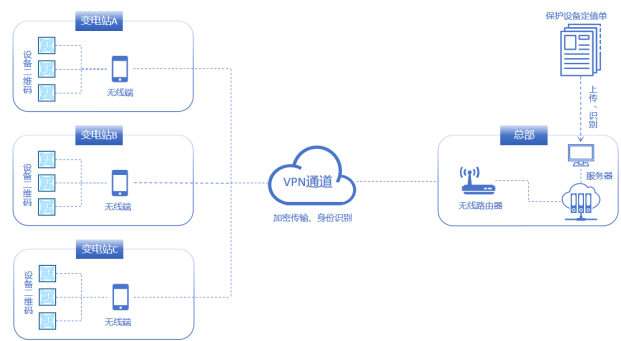 保护设备定值单
变电站A
设备二维码
无线端
上传、识别
变电站B
设备二维码
无线端
总部
VPN通道
加密传输、身份识别
无线路由器
服务器
变电站C
设备二维码
无线端